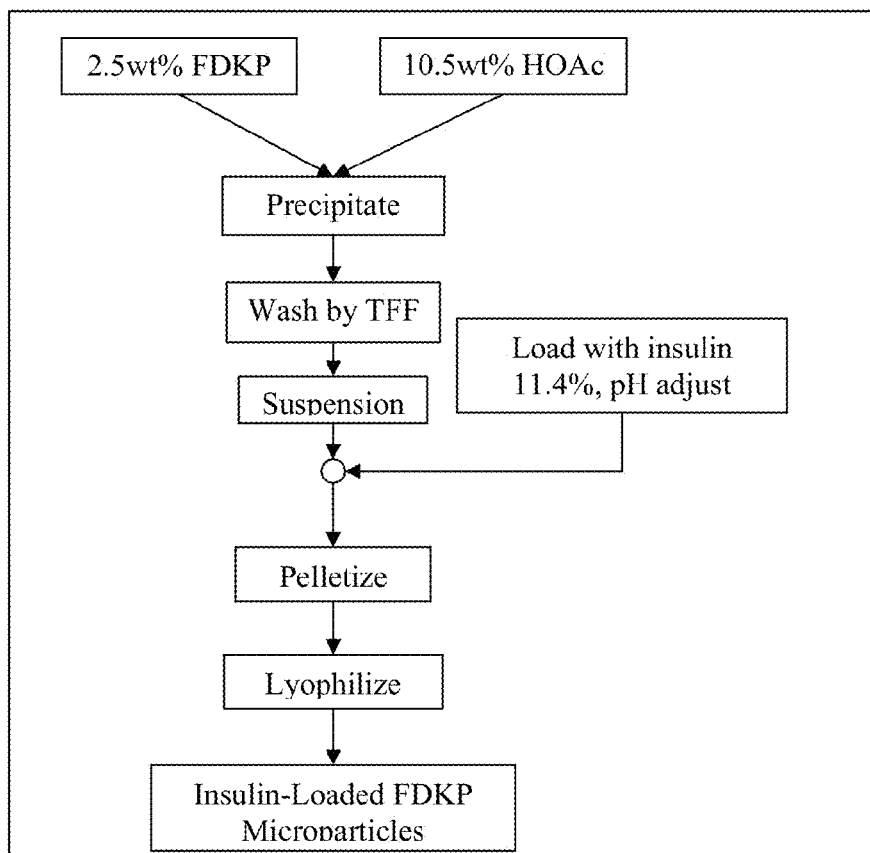 2.5wt% FDKP
10.5wt% HOAc
Precipitate
Wash by TFF
Load with insulin
11.4%, pH adjust
Suspension
Pelletize
Lyophilize
Insulin-Loaded FDKP
Microparticles